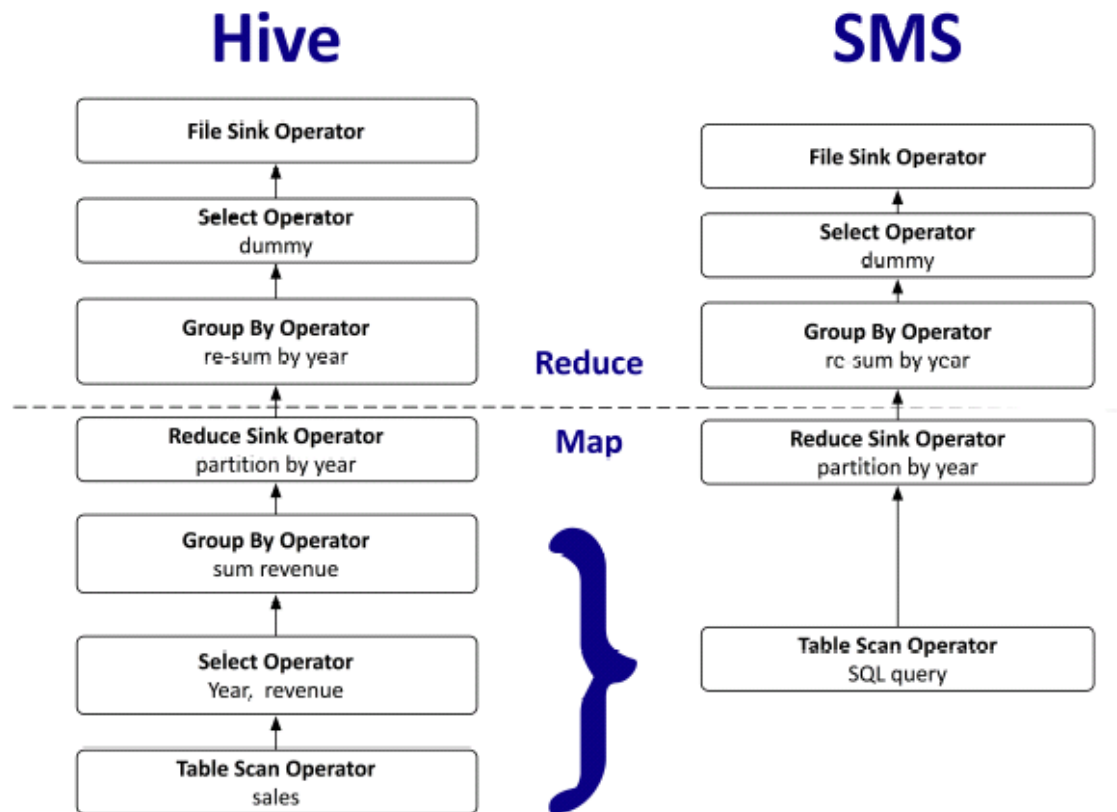 Hive
File Sink Operator
Select Operator
dummy
Group By Operator
re-sum by year
Reduce Sink Operator
partition by year
Group By Operator
sum revenue
Select Operator
Year, revenue
Table Scan Operator
sales
Reduce
Map
SMS
File Sink Operator
Select Operator
dummy
Group By Operator
re-sum by year
Reduce Sink Operator
partition by year
Table Scan Operator
SQL query